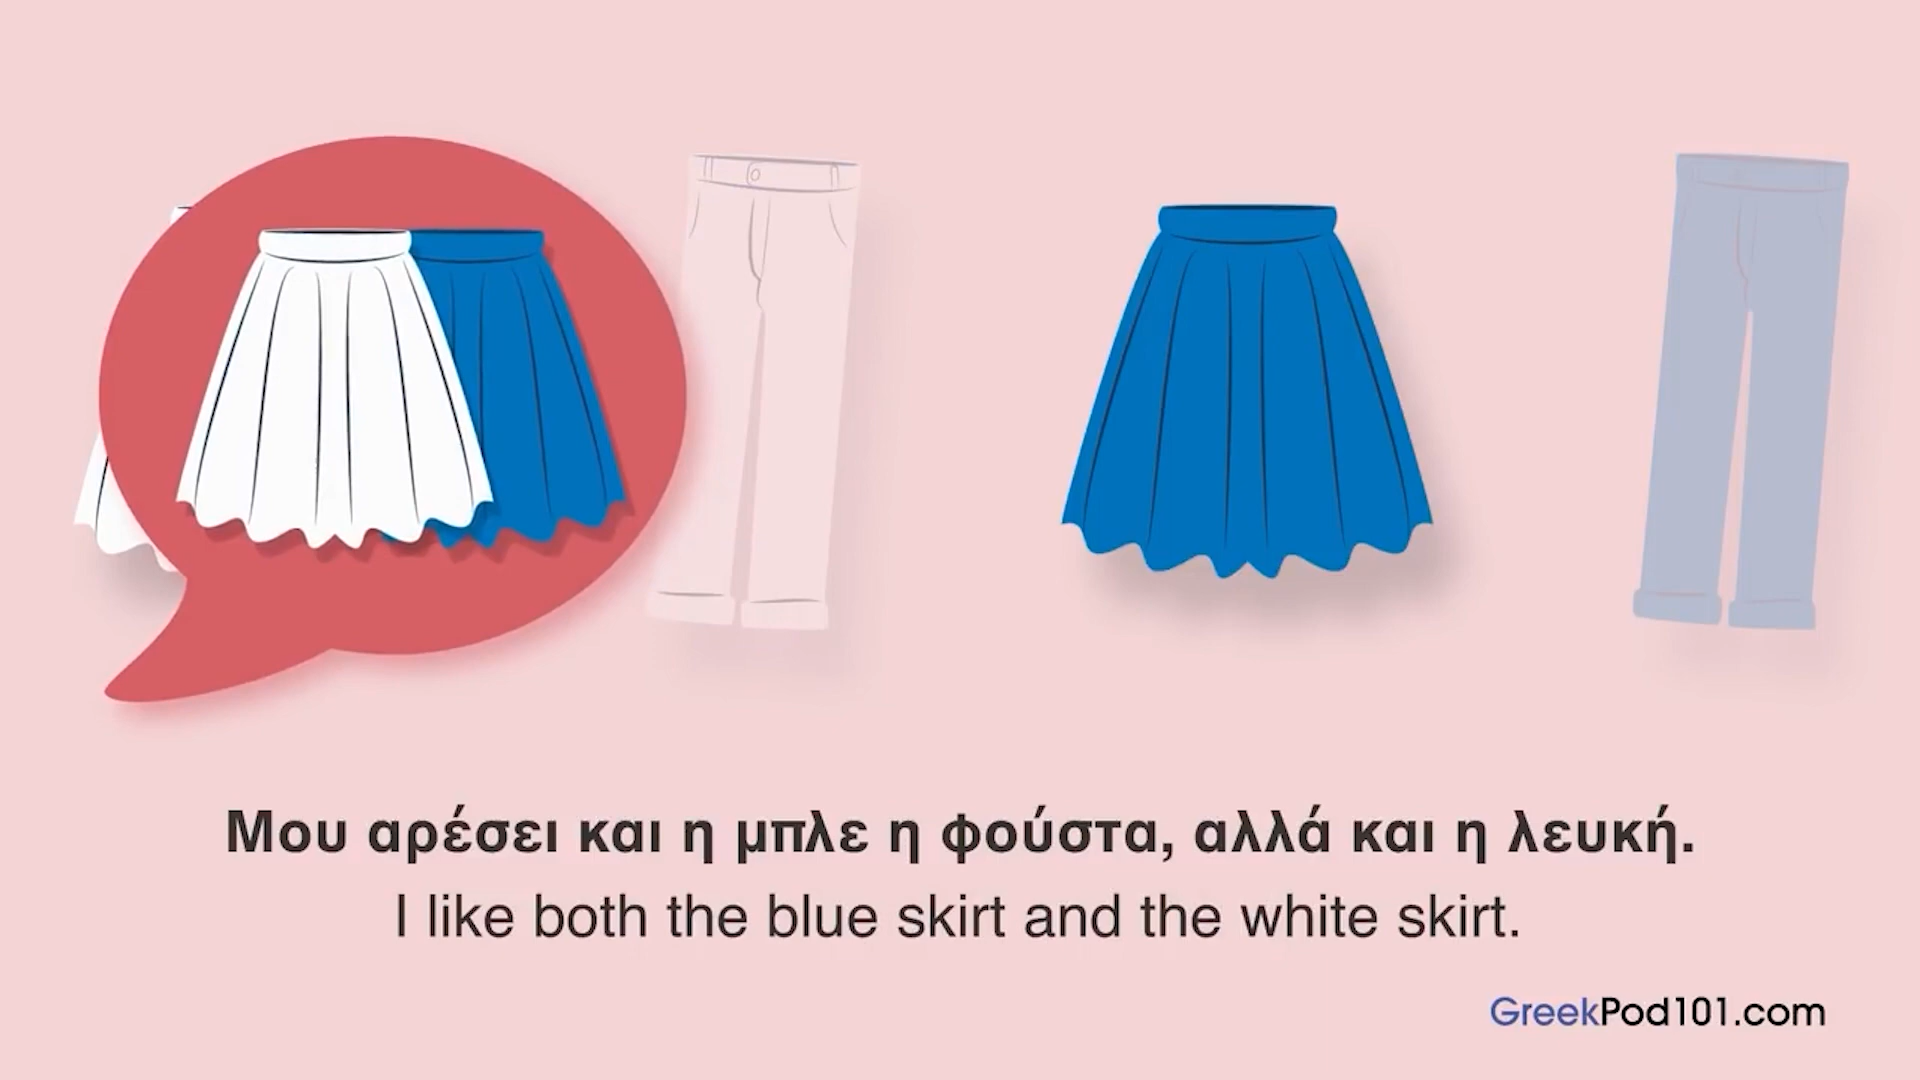 Μου αρέσει και η μπλε η φούστα, αλλά και η λευκή.
I like both the blue skirt and the white skirt.
GreekPod101.com